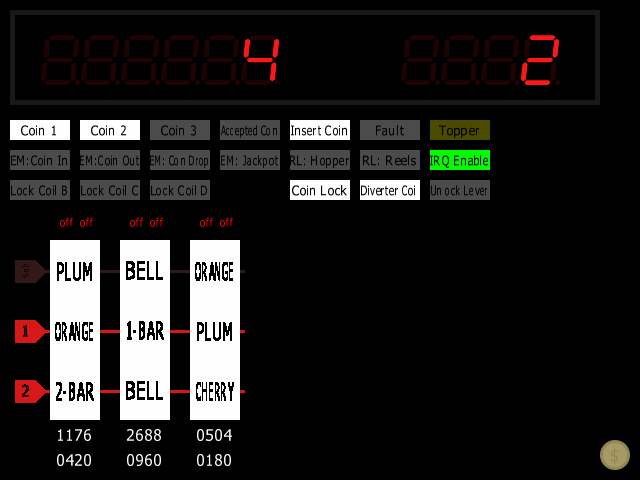 4 2
Coin 1 Coin 2 Coin 3 Accepted Coin Insert Coin Fault Topper
EM:Coin In EM:Coin Out EM: Coin Drop EM: Jackpot RL: Hopper RL: Reels IRQ Enable
Lock Coil B Lock Coil C Lock Coil D Coin Lock Diverter Coi Unlock Lever
off off off off off off
3 PLUM BELL ORANGE
1 ORANGE 1-BAR PLUM
2 2-BAR BELL CHERRY
1176 2688 0504
0420 0960 0180
$